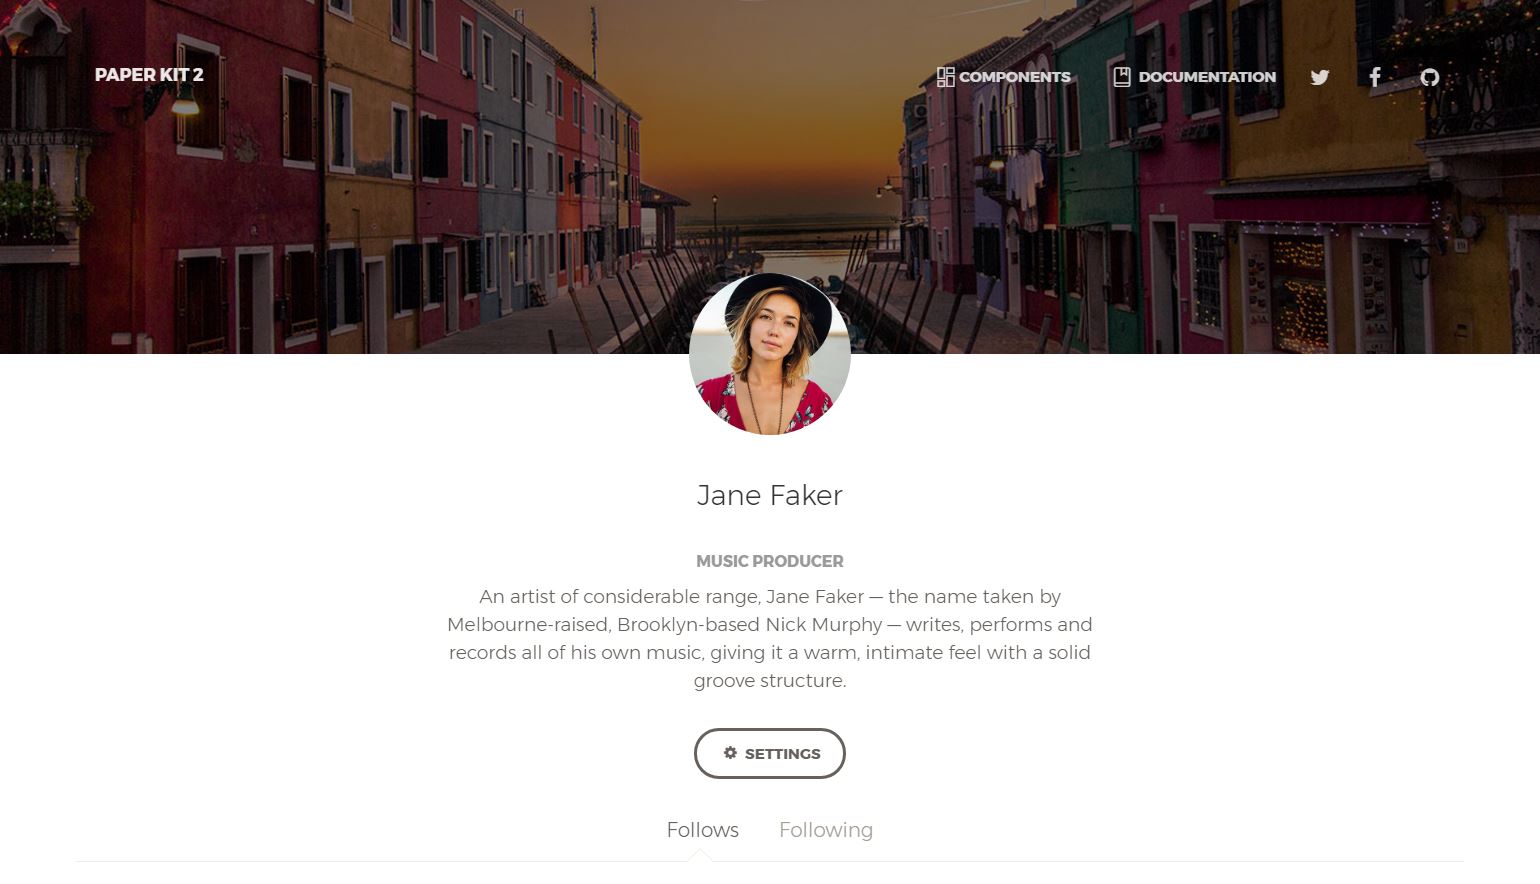 PAPER KIT 2
COMPONENTS
DOCUMENTATION
Jane Faker
MUSIC PRODUCER
An artist of considerable range, Jane Faker — the name taken by
Melbourne-raised, Brooklyn-based Nick Murphy — writes, performs and
records all of his own music, giving it a warm, intimate feel with a solid
groove structure.
SETTINGS
Follows
Following